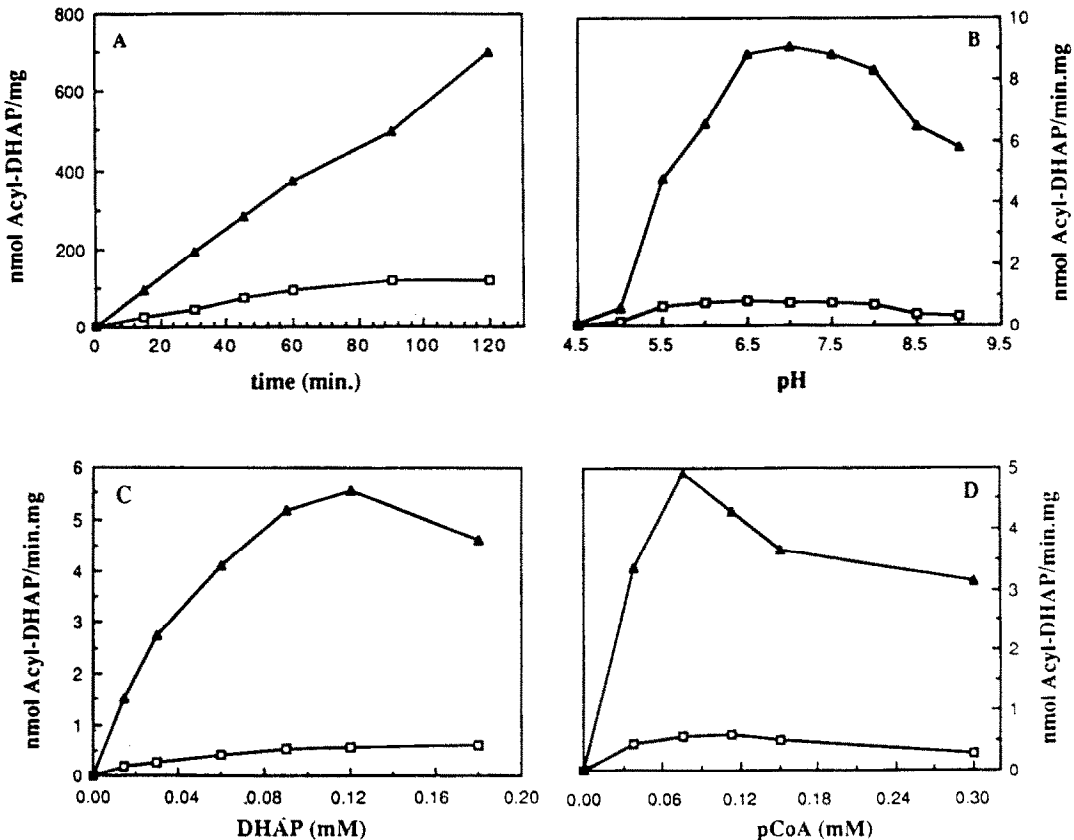 A
800
600
400
200
0
0 20 40 60 80 100 120
nmol Acyl-DHAP/mg
time (min.)
B
10
8
6
4
2
0
4.5 5.5 6.5 7.5 8.5 9.5
nmol Acyl-DHAP/min.mg
pH
C
6
5
4
3
2
1
0
0.00 0.04 0.08 0.12 0.16 0.20
nmol Acyl-DHAP/min.mg
DHAP (mM)
D
5
4
3
2
1
0
0.00 0.06 0.12 0.18 0.24 0.30
nmol Acyl-DHAP/min.mg
pCoA (mM)